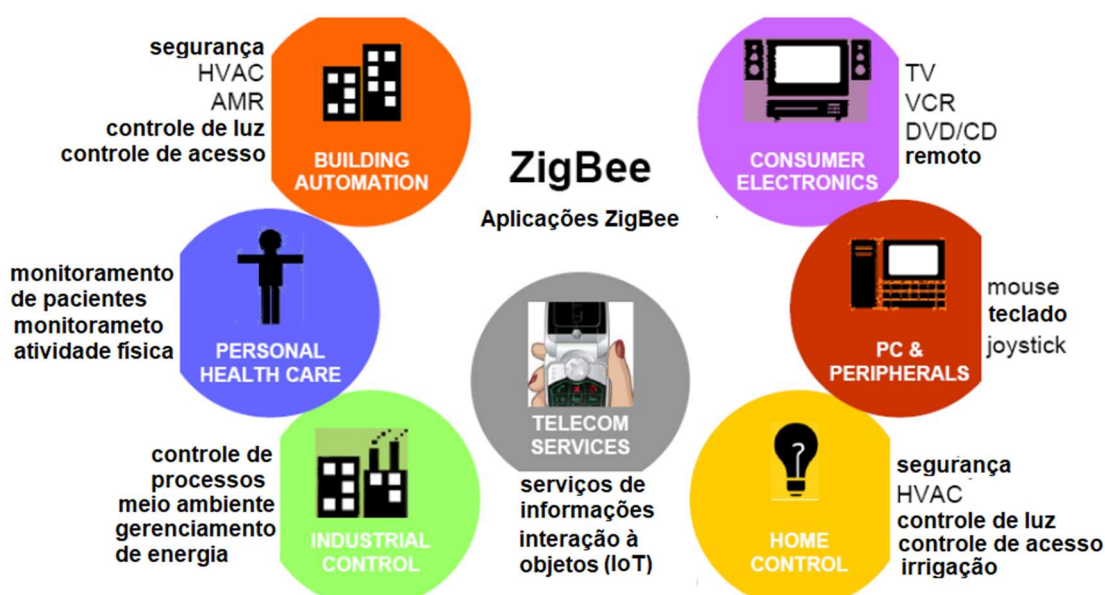 segurança
HVAC
AMR
controle de luz
controle de acesso
BUILDING
AUTOMATION
ZigBee
Aplicações ZigBee
CONSUMER
ELECTRONICS
TV
VCR
DVD/CD
remoto
monitoramento
de pacientes
monitorameto
atividade física
PERSONAL
HEALTH CARE
PC &
PERIPHERALS
mouse
teclado
joystick
controle de
processos
meio ambiente
gerenciamento
de energia
INDUSTRIAL
CONTROL
TELECOM
SERVICES
serviços de
informações
interação à
objetos (IoT)
HOME
CONTROL
segurança
HVAC
controle de luz
controle de acesso
irrigação